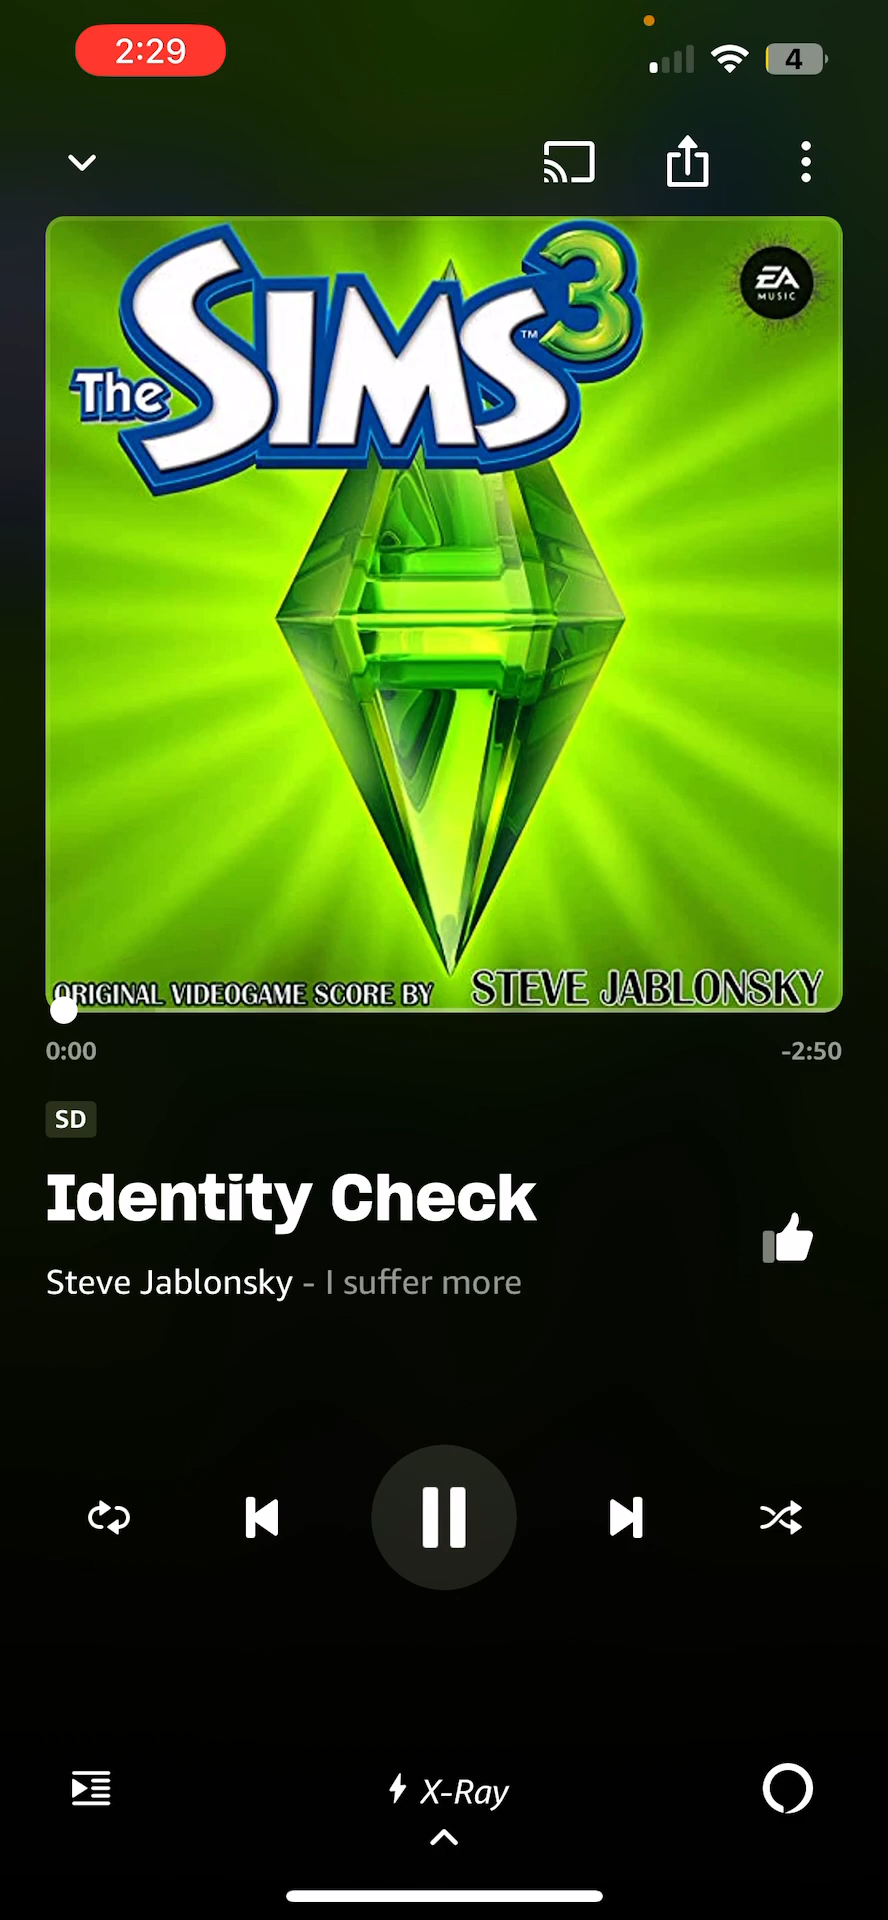 2:29
4
The SIMS 3
™
EA
MUSIC
ORIGINAL VIDEOGAME SCORE BY STEVE JABLONSKY
0:00
-2:50
SD
Identity Check
Steve Jablonsky - I suffer more
X-Ray